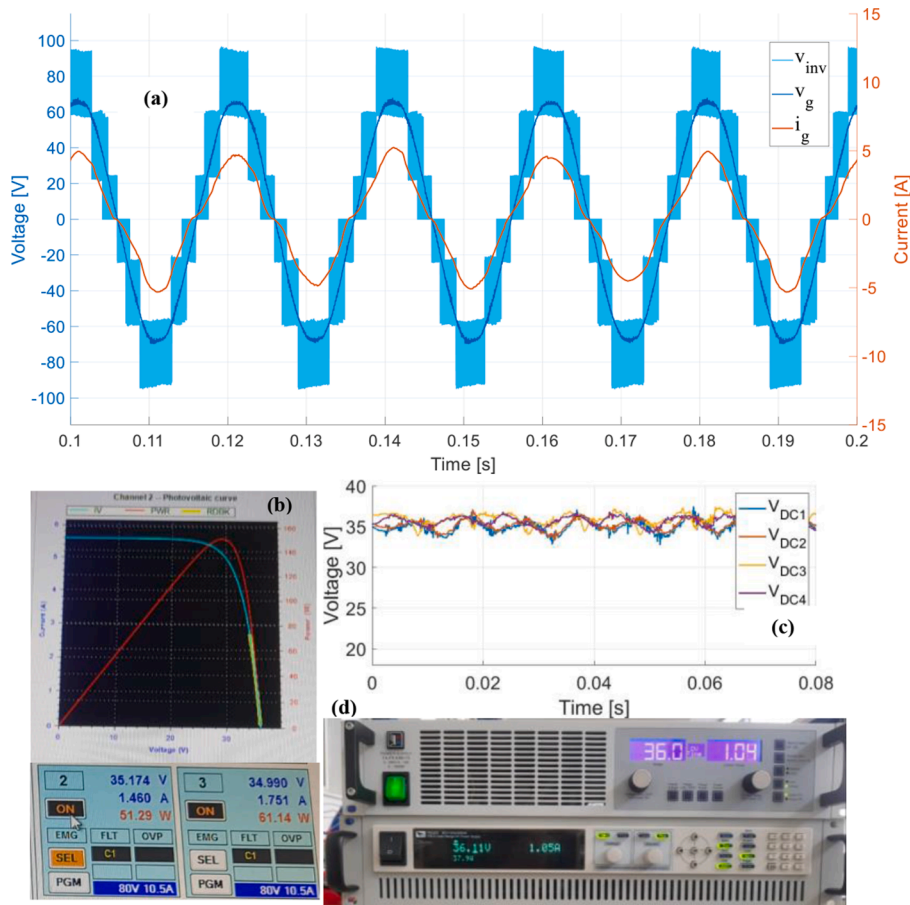 (a)
100
80
60
40
20
0
-20
-40
-60
-80
-100
Voltage [V]
15
10
5
0
-5
-10
-15
Current [A]
v_inv
v_g
i_g
0.1 0.11 0.12 0.13 0.14 0.15 0.16 0.17 0.18 0.19 0.2
Time [s]
Channel 2 -- Photovoltaic curve
(b)
IV PWR RDBK
Current (A)
Voltage (V)
0 10 20 30
2 35.174 V
ON 1.460 A
51.29 W
EMG FLT OVP
SEL C1
PGM 80V 10.5A
3 34.990 V
ON 1.751 A
61.14 W
EMG FLT OVP
SEL C1
PGM 80V 10.5A
40
35
30
25
20
Voltage [V]
V_DC1
V_DC2
V_DC3
V_DC4
(c)
0 0.02 0.04 0.06 0.08
Time [s]
(d)
36.0 1.04
36.11V 1.05A